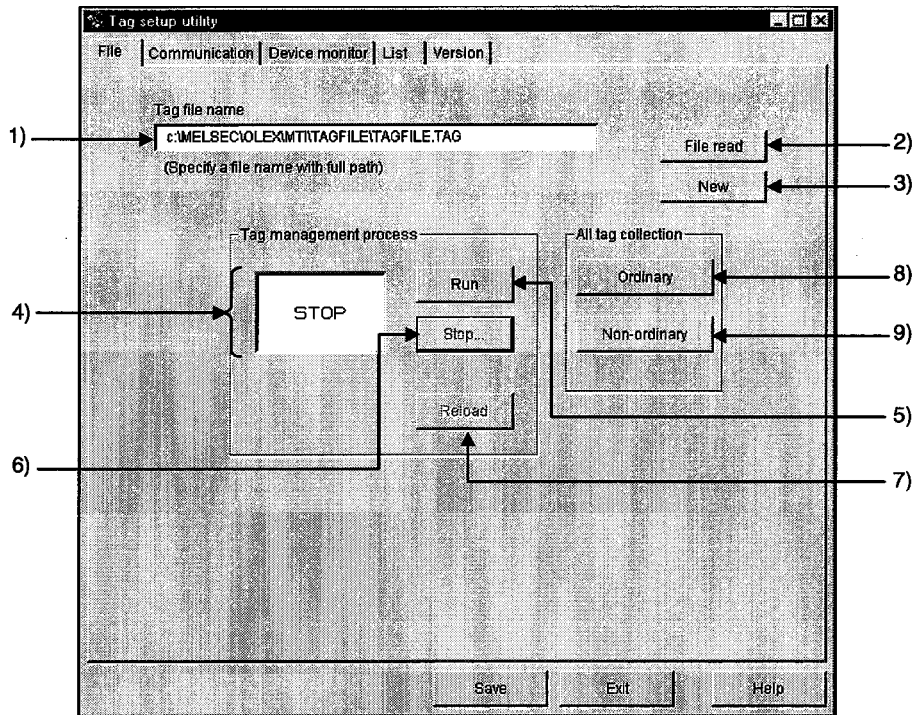 Tag setup utility
File Communication Device monitor List Version
Tag file name
1) c:\MELSEC\OLEX\MTI\TAGFILE\TAGFILE.TAG
(Specify a file name with full path)
File read 2)
New 3)
Tag management process
All tag collection
4) STOP
Run 5)
Stop... 6)
Reload 7)
Ordinary 8)
Non-ordinary 9)
Save Exit Help